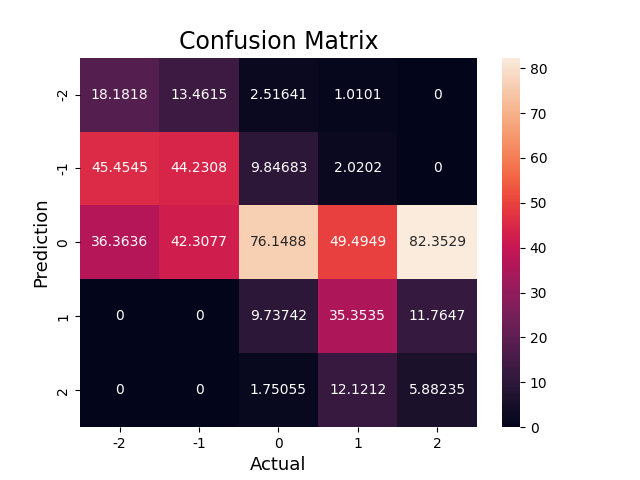 Confusion Matrix
-2 18.1818 13.4615 2.51641 1.0101 0
-1 45.4545 44.2308 9.84683 2.0202 0
0 36.3636 42.3077 76.1488 49.4949 82.3529
1 0 0 9.73742 35.3535 11.7647
2 0 0 1.75055 12.1212 5.88235
-2 -1 0 1 2
Actual
Prediction
80
70
60
50
40
30
20
10
0